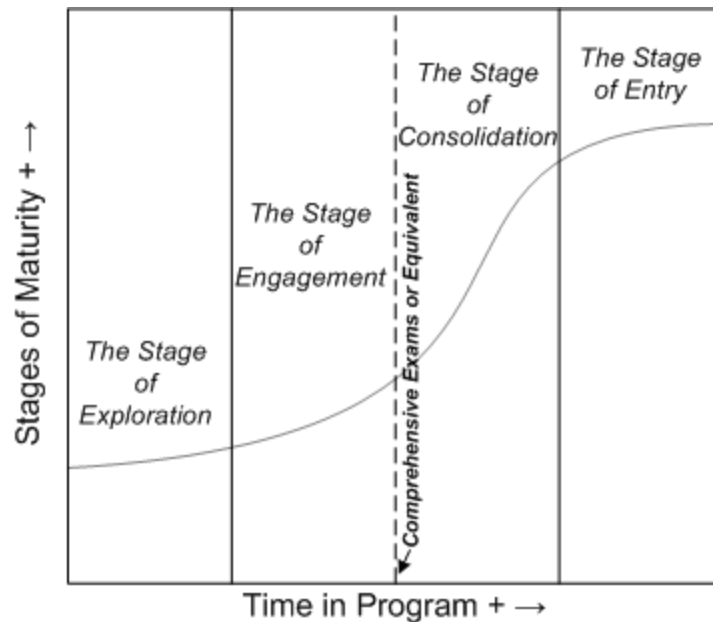 The Stage
of
Exploration
The Stage
of
Engagement
The Stage
of
Consolidation
The Stage
of Entry
Comprehensive Exams or Equivalent
Stages of Maturity + →
Time in Program + →